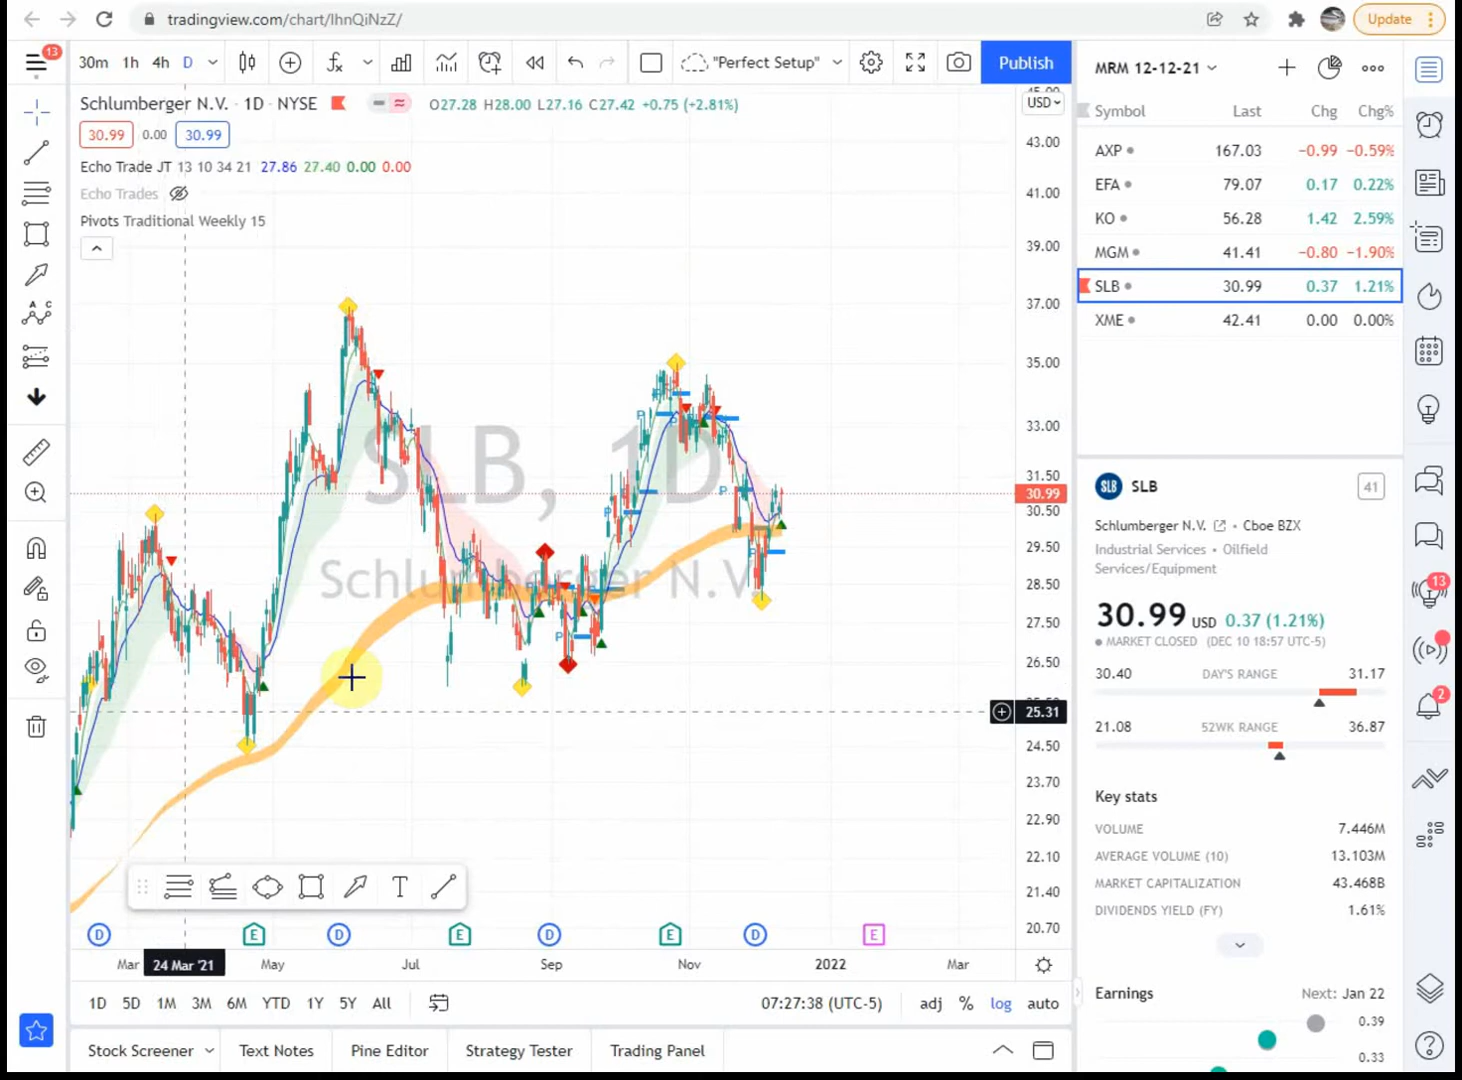 tradingview.com/chart/IhnQiNzZ/
Update
13
30m 1h 4h D
"Perfect Setup"
Publish
MRM 12-12-21
Schlumberger N.V. · 1D · NYSE
O27.28 H28.00 L27.16 C27.42 +0.75 (+2.81%)
USD
30.99 0.00 30.99
Echo Trade JT 13 10 34 21 27.86 27.40 0.00 0.00
Echo Trades
Pivots Traditional Weekly 15
Symbol Last Chg Chg%
AXP 167.03 −0.99 −0.59%
EFA 79.07 0.17 0.22%
KO 56.28 1.42 2.59%
MGM 41.41 −0.80 −1.90%
SLB 30.99 0.37 1.21%
XME 42.41 0.00 0.00%
45.00
43.00
41.00
39.00
37.00
35.00
33.00
31.50
30.99
30.50
29.50
28.50
27.50
26.50
25.31
24.50
23.70
22.90
22.10
21.40
20.70
SLB, 1D
Schlumberger N.V.
P P P P P P P P
SLB
SLB
41
Schlumberger N.V. • Cboe BZX
Industrial Services • Oilfield
Services/Equipment
30.99 USD 0.37 (1.21%)
MARKET CLOSED (DEC 10 18:57 UTC-5)
30.40 DAY'S RANGE 31.17
21.08 52WK RANGE 36.87
Key stats
VOLUME 7.446M
AVERAGE VOLUME (10) 13.103M
MARKET CAPITALIZATION 43.468B
DIVIDENDS YIELD (FY) 1.61%
Earnings Next: Jan 22
0.39
0.33
13
2
A C
T
D E D E D E D E
Mar 24 Mar '21 May Jul Sep Nov 2022 Mar
1D 5D 1M 3M 6M YTD 1Y 5Y All
07:27:38 (UTC-5)
adj % log auto
Stock Screener
Text Notes
Pine Editor
Strategy Tester
Trading Panel